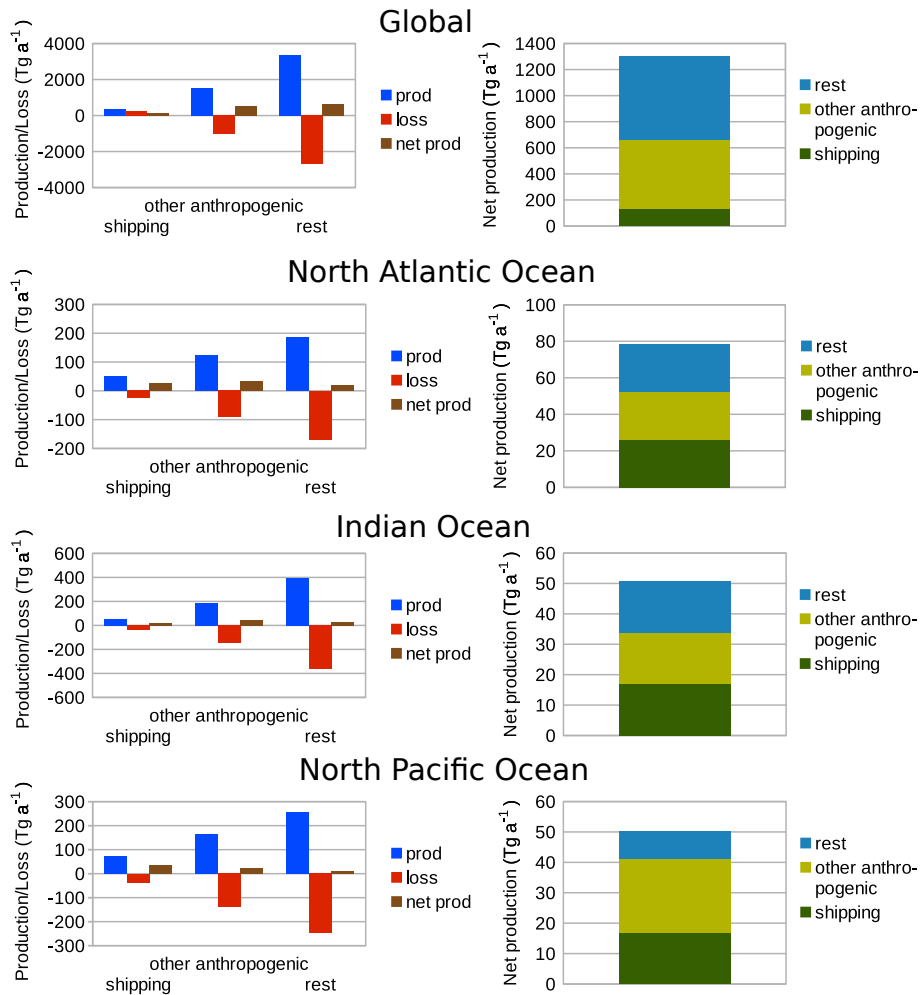 Global
Production/Loss (Tg a-1 )
4000
2000
0
-2000
-4000
other anthropogenic
shipping rest
prod
loss
net prod
Net production (Tg a-1)
1400
1200
1000
800
600
400
200
0
rest
other anthro-
pogenic
shipping
North Atlantic Ocean
Production/Loss (Tg a-1 )
300
200
100
0
-100
-200
other anthropogenic
shipping rest
prod
loss
net prod
Net production (Tg a-1)
100
80
60
40
20
0
rest
other anthro-
pogenic
shipping
Indian Ocean
Production/Loss (Tg a-1 )
600
400
200
0
-200
-400
-600
other anthropogenic
shipping rest
prod
loss
net prod
Net production (Tg a-1)
60
50
40
30
20
10
0
rest
other anthro-
pogenic
shipping
North Pacific Ocean
Production/Loss (Tg a-1 )
300
200
100
0
-100
-200
-300
other anthropogenic
shipping rest
prod
loss
net prod
Net production (Tg a-1)
60
50
40
30
20
10
0
rest
other anthro-
pogenic
shipping